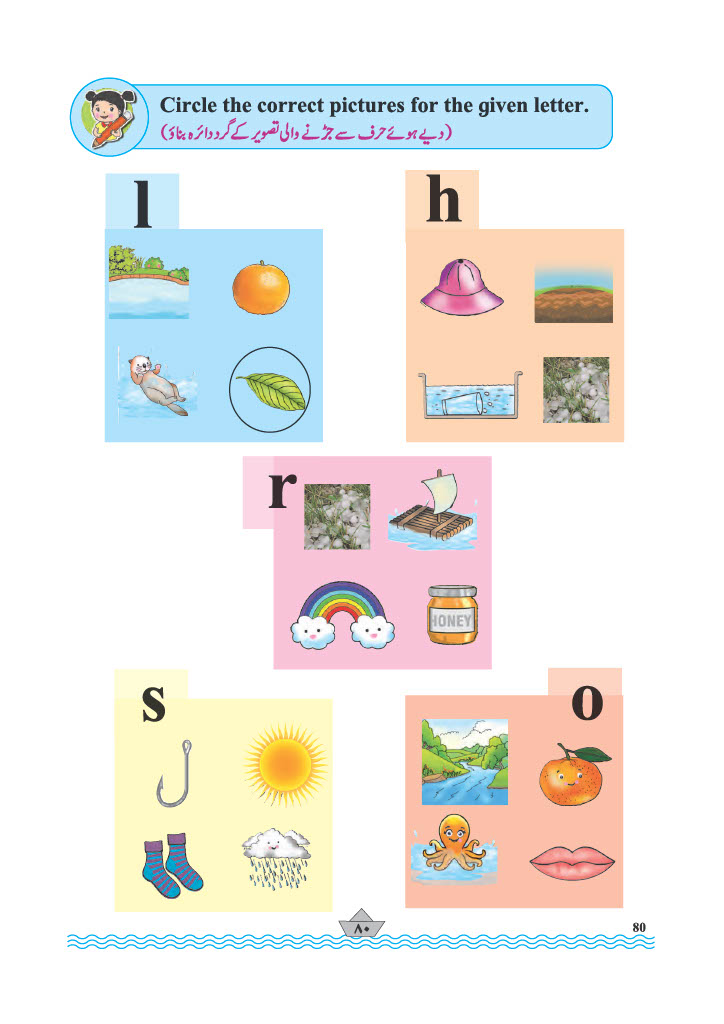 Circle the correct pictures for the given letter.
(دیے ہوئے حرف سے جڑنے والی تصویر کے گرد دائرہ بناؤ)
l
h
r
HONEY
s
o
۸۰
80